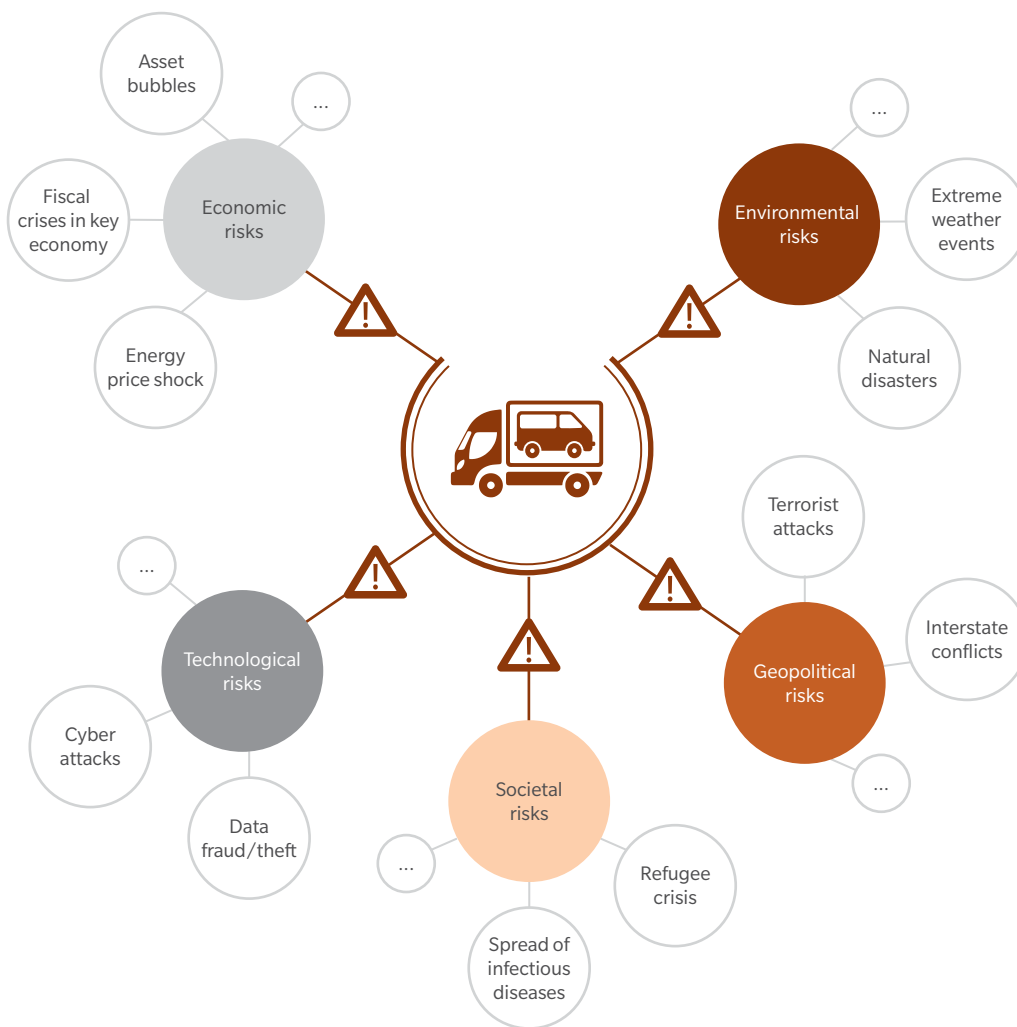 Asset
bubbles
...
Economic
risks
Fiscal
crises in key
economy
Energy
price shock
...
Environmental
risks
Extreme
weather
events
Natural
disasters
!
!
Terrorist
attacks
Interstate
conflicts
Geopolitical
risks
...
!
!
!
...
Technological
risks
Cyber
attacks
Data
fraud/theft
Societal
risks
...
Refugee
crisis
Spread of
infectious
diseases